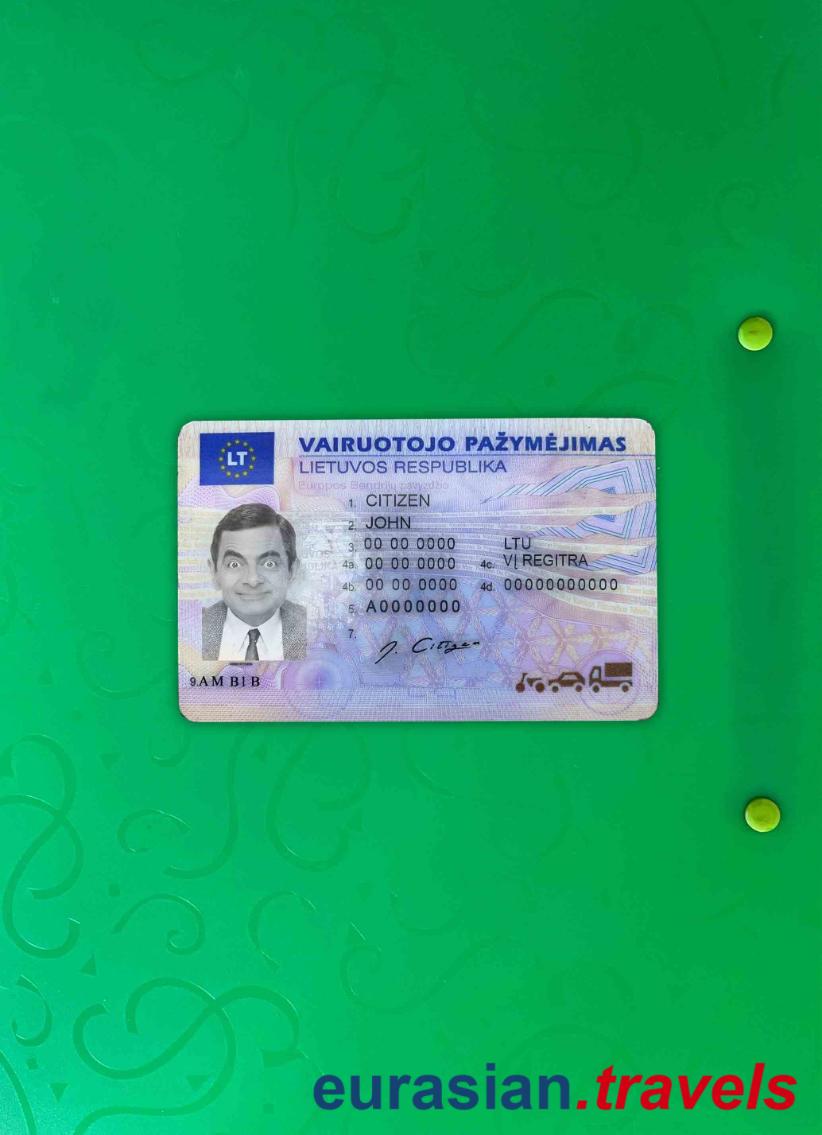 LT
VAIRUOTOJO PAŽYMĖJIMAS
LIETUVOS RESPUBLIKA
Europos Bendrijų pavyzdžio
1. CITIZEN
2. JOHN
3. 00 00 0000 LTU
4a. 00 00 0000 4c. VĮ REGITRA
4b. 00 00 0000 4d. 00000000000
5. A0000000
7. J. Citizen
9.AM B1 B
eurasian.travels